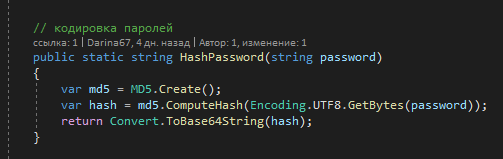 // кодировка паролей
ссылка: 1 | Darina67, 4 дн. назад | Автор: 1, изменение: 1
public static string HashPassword(string password)
{
var md5 = MD5.Create();
var hash = md5.ComputeHash(Encoding.UTF8.GetBytes(password));
return Convert.ToBase64String(hash);
}